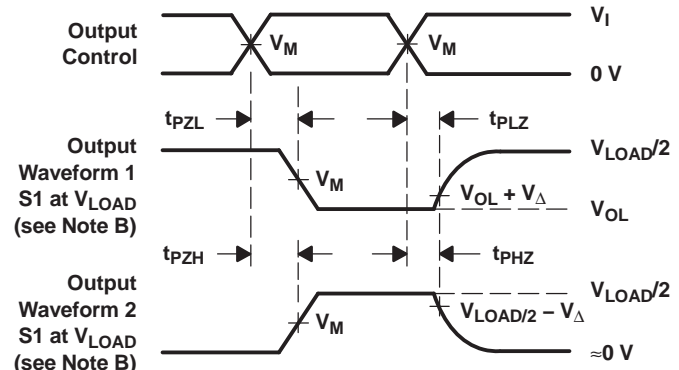 Output
Control
V_M
V_M
V_I
0 V
t_PZL
t_PLZ
Output
Waveform 1
S1 at V_LOAD
(see Note B)
V_M
V_OL + V_Δ
V_LOAD/2
V_OL
t_PZH
t_PHZ
Output
Waveform 2
S1 at V_LOAD
(see Note B)
V_M
V_LOAD/2 − V_Δ
V_LOAD/2
≈0 V